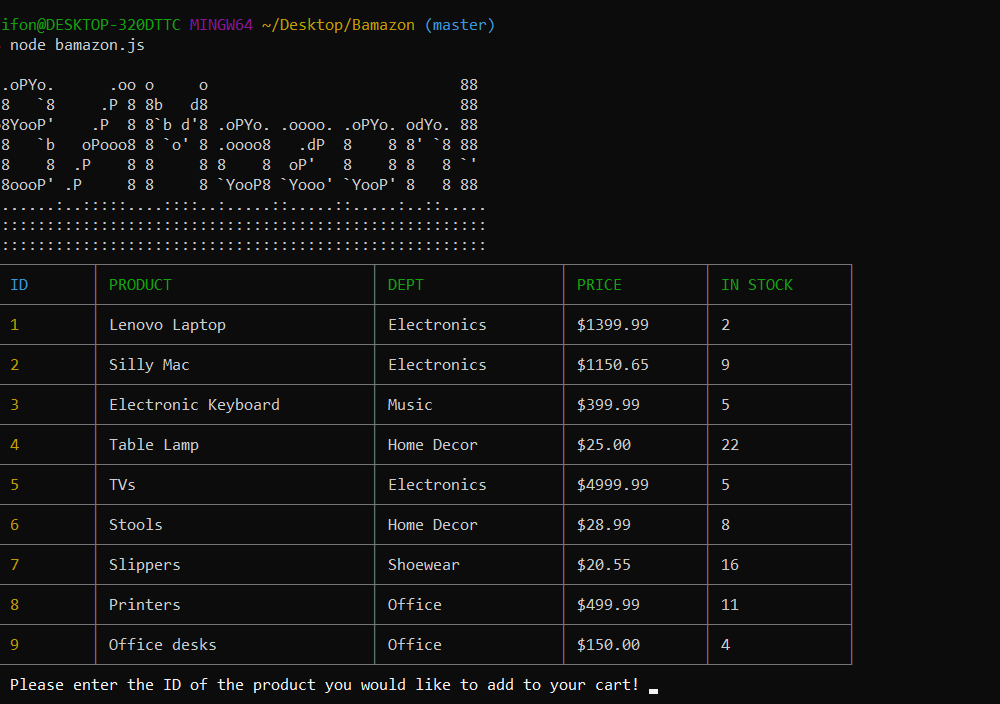 ifon@DESKTOP-320DTTC MINGW64 ~/Desktop/Bamazon (master)
node bamazon.js
.oPYo.      .oo o     o                            88
8   `8     .P 8 8b   d8                            88
8YooP'    .P  8 8`b d'8 .oPYo. .oooo. .oPYo. odYo. 88
8   `b   oPooo8 8 `o' 8 .oooo8   .dP  8    8 8' `8 88
8    8  .P    8 8     8 8    8  oP'   8    8 8   8 `'
8oooP' .P     8 8     8 `YooP8 `Yooo' `YooP' 8   8 88
......:..:::::....::::..:.....::.....::.....:..::.....
::::::::::::::::::::::::::::::::::::::::::::::::::::::
::::::::::::::::::::::::::::::::::::::::::::::::::::::
ID PRODUCT DEPT PRICE IN STOCK
1 Lenovo Laptop Electronics $1399.99 2
2 Silly Mac Electronics $1150.65 9
3 Electronic Keyboard Music $399.99 5
4 Table Lamp Home Decor $25.00 22
5 TVs Electronics $4999.99 5
6 Stools Home Decor $28.99 8
7 Slippers Shoewear $20.55 16
8 Printers Office $499.99 11
9 Office desks Office $150.00 4
Please enter the ID of the product you would like to add to your cart!